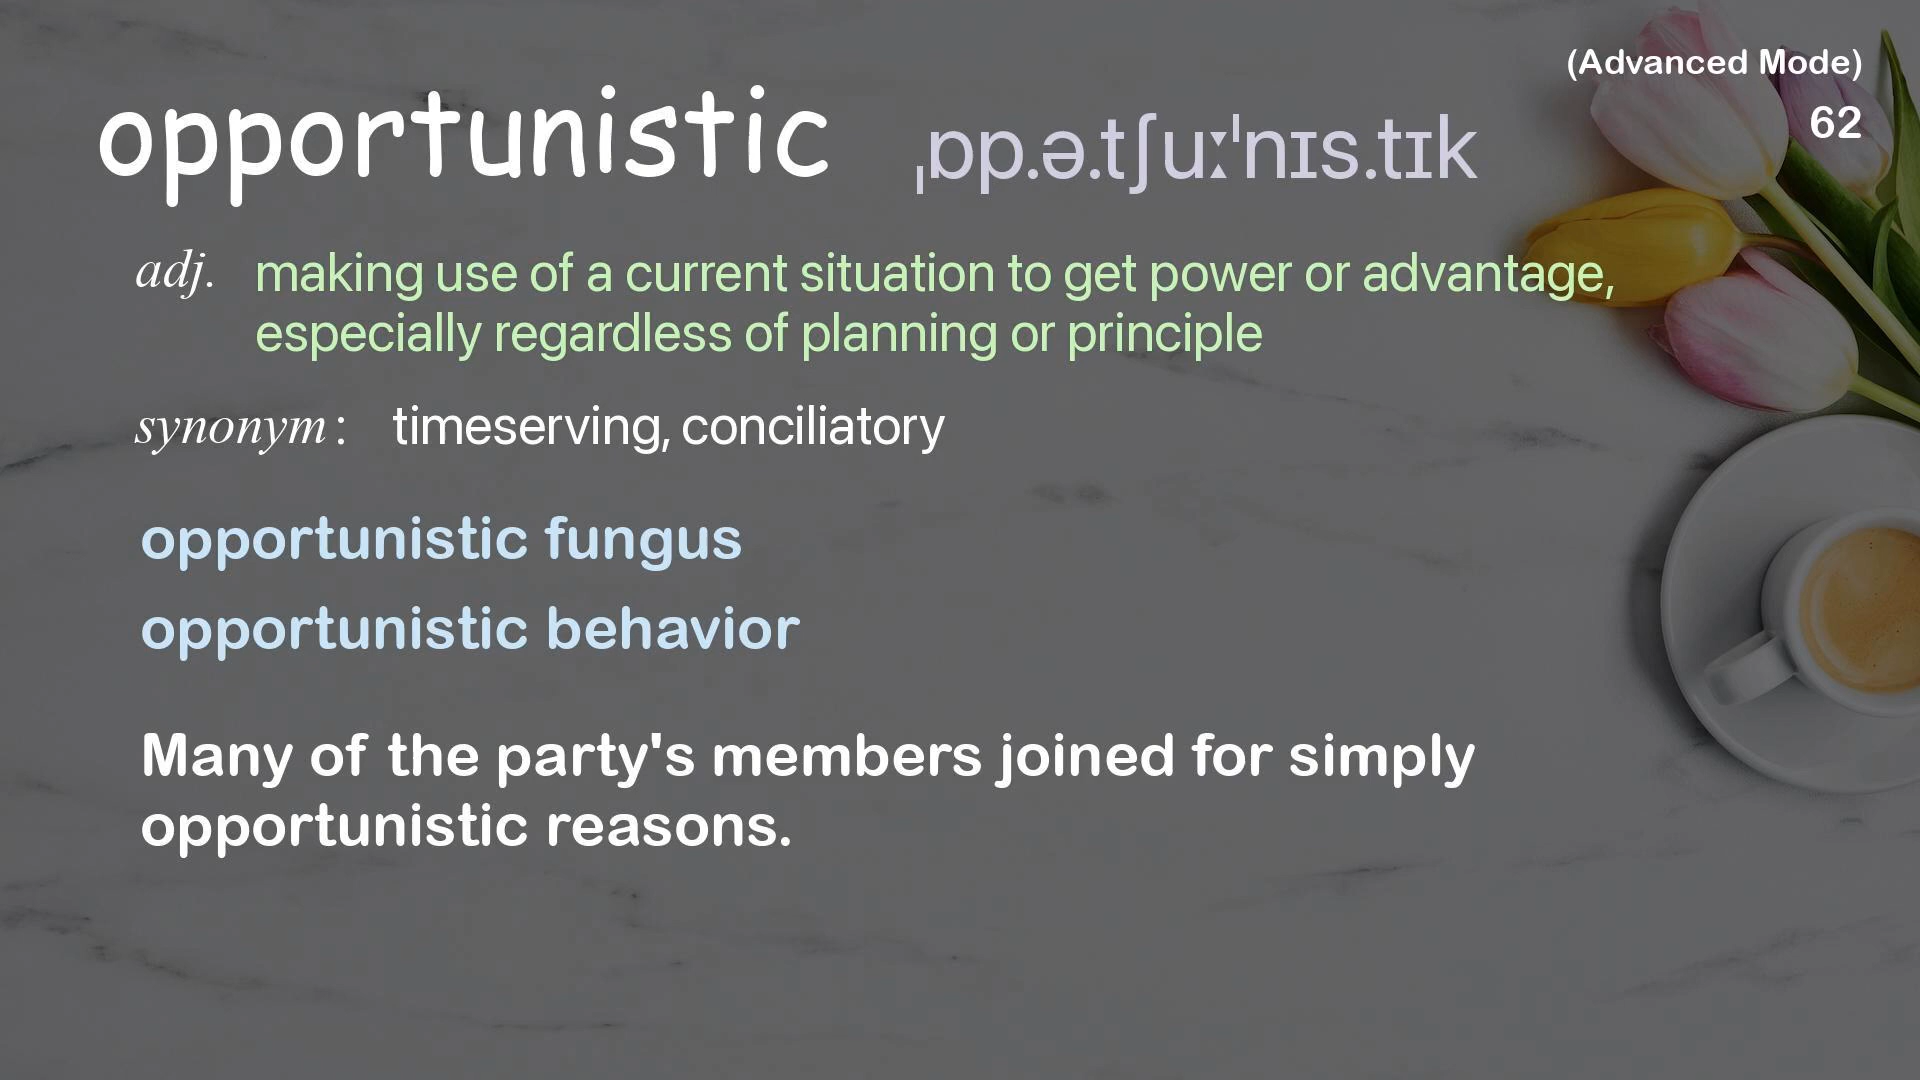 (Advanced Mode)
62
opportunistic ˌɒp.ə.tʃuːˈnɪs.tɪk
adj. making use of a current situation to get power or advantage,
especially regardless of planning or principle
synonym: timeserving, conciliatory
opportunistic fungus
opportunistic behavior
Many of the party's members joined for simply
opportunistic reasons.